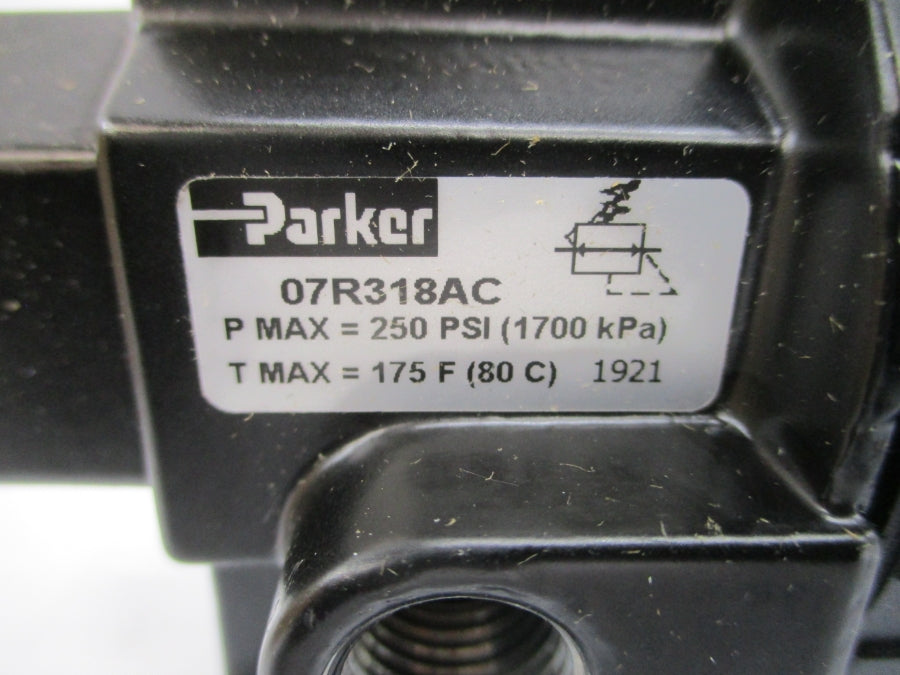 Parker
07R318AC
P MAX = 250 PSI (1700 kPa)
T MAX = 175 F (80 C) 1921